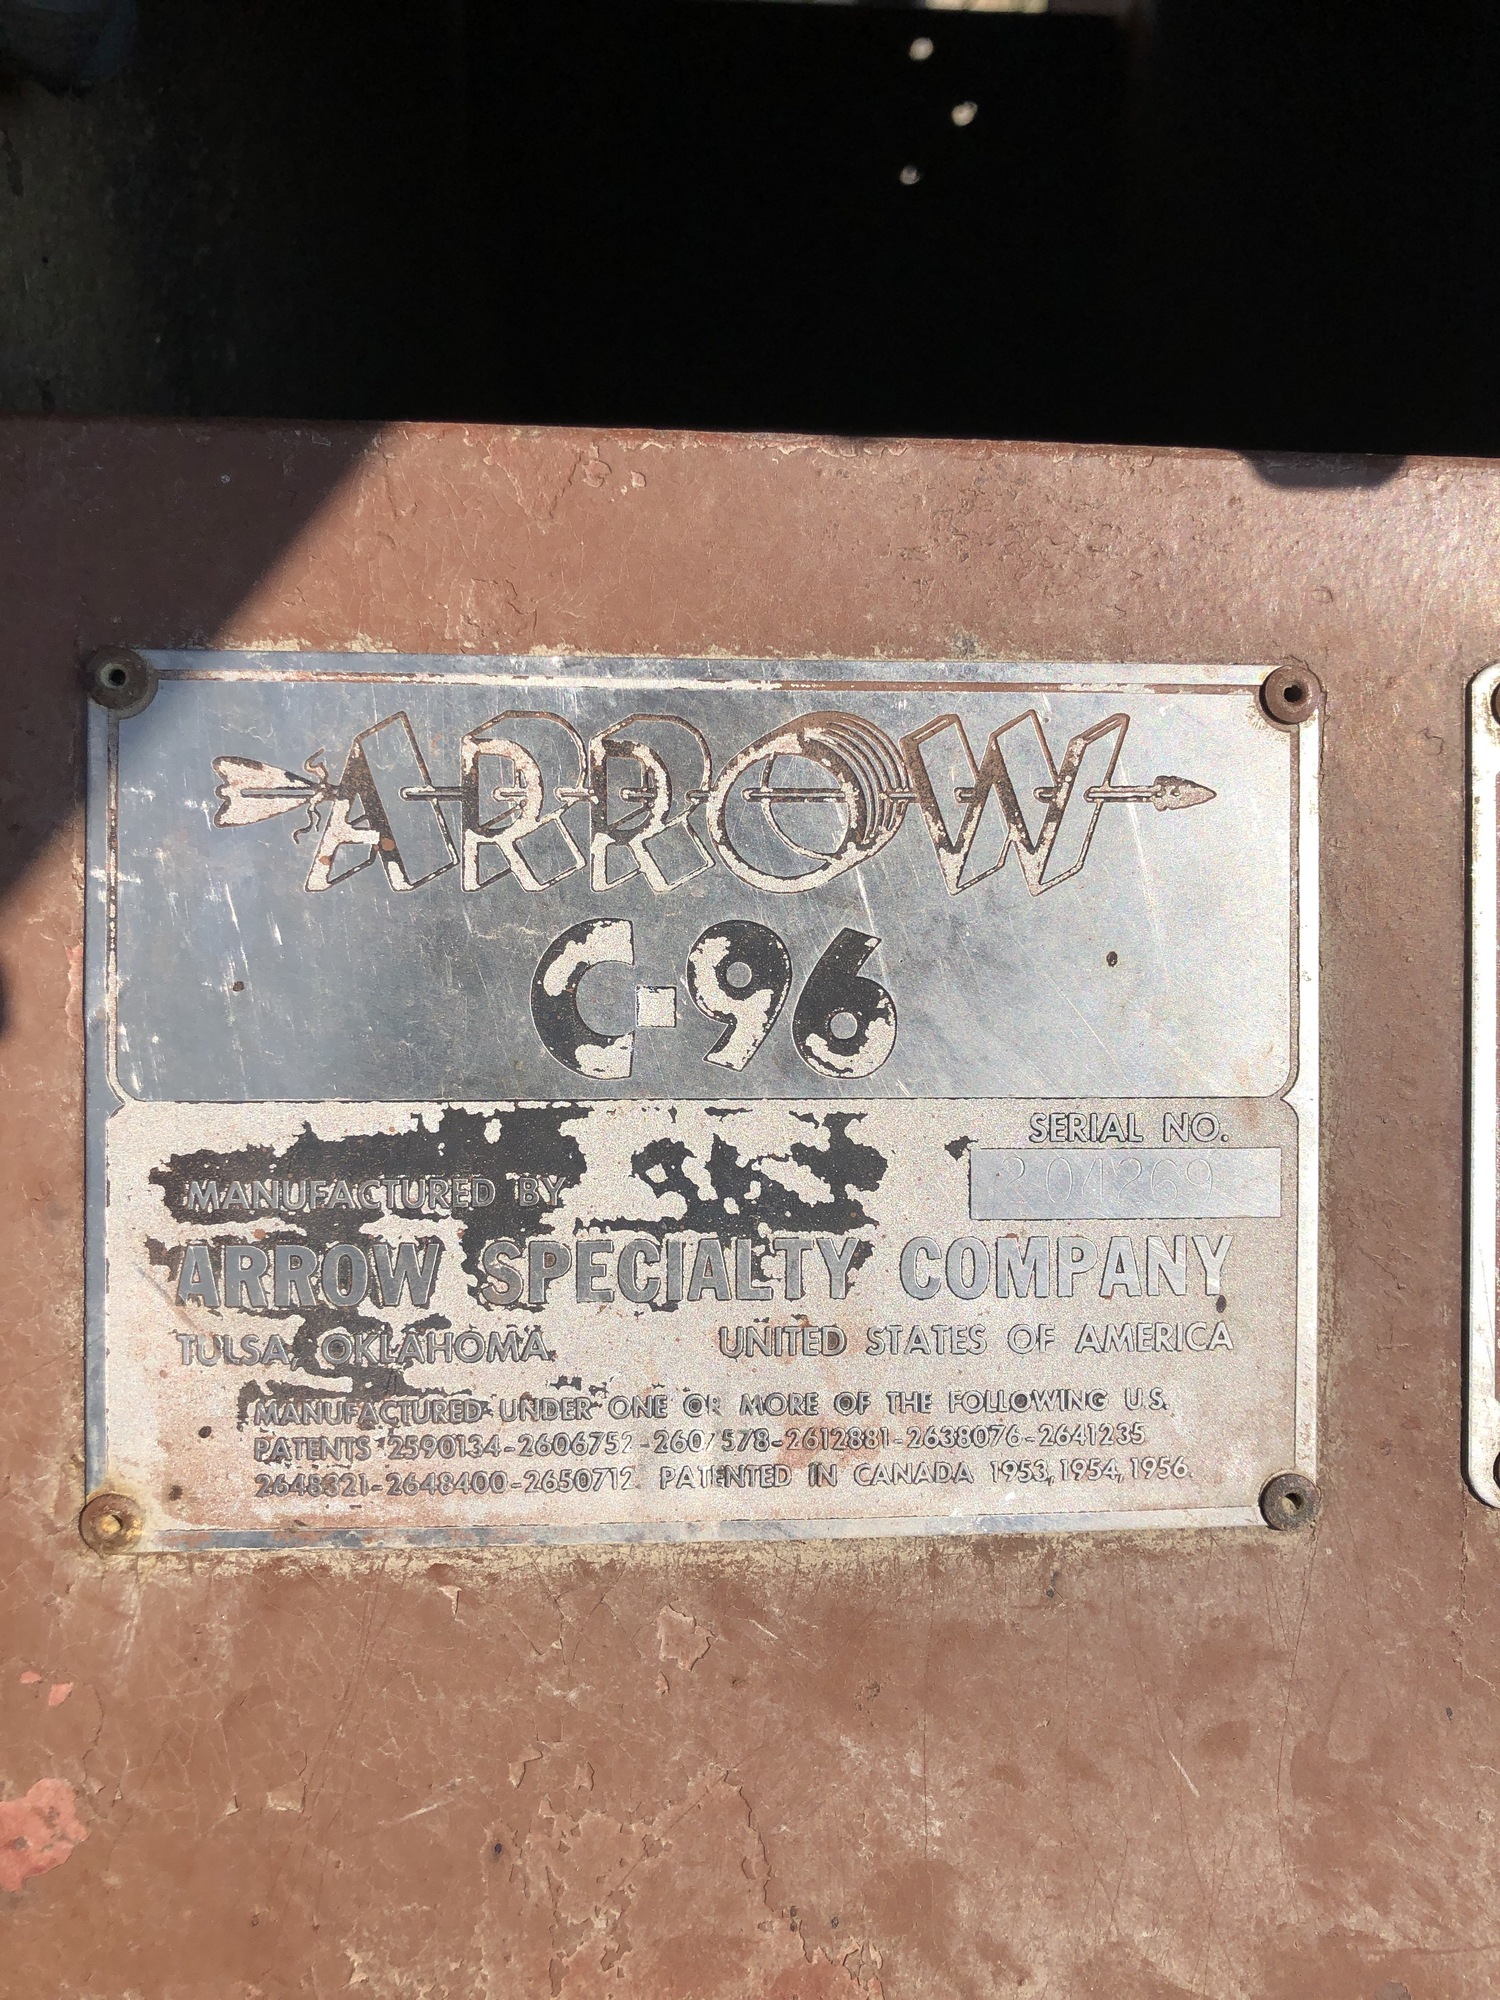 ARROW
C-96
SERIAL NO.
204269
MANUFACTURED BY
ARROW SPECIALTY COMPANY
TULSA, OKLAHOMA UNITED STATES OF AMERICA
MANUFACTURED UNDER ONE OR MORE OF THE FOLLOWING U.S.
PATENTS 2590134-2606752-2607578-2612881-2638076-2641235
2648321-2648400-2650712 PATENTED IN CANADA 1953, 1954, 1956